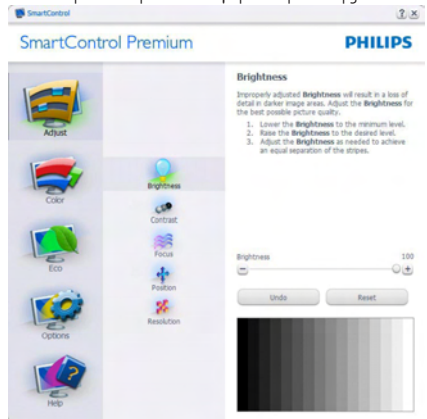 SmartControl
SmartControl Premium
PHILIPS
Adjust
Color
Eco
Options
Help
Brightness
Contrast
Focus
Position
Resolution
Brightness
Improperly adjusted Brightness will result in a loss of
detail in darker image areas. Adjust the Brightness for
the best possible picture quality.
1. Lower the Brightness to the minimum level.
2. Raise the Brightness to the desired level.
3. Adjust the Brightness as needed to achieve
an equal separation of the stripes.
Brightness 100
Undo Reset